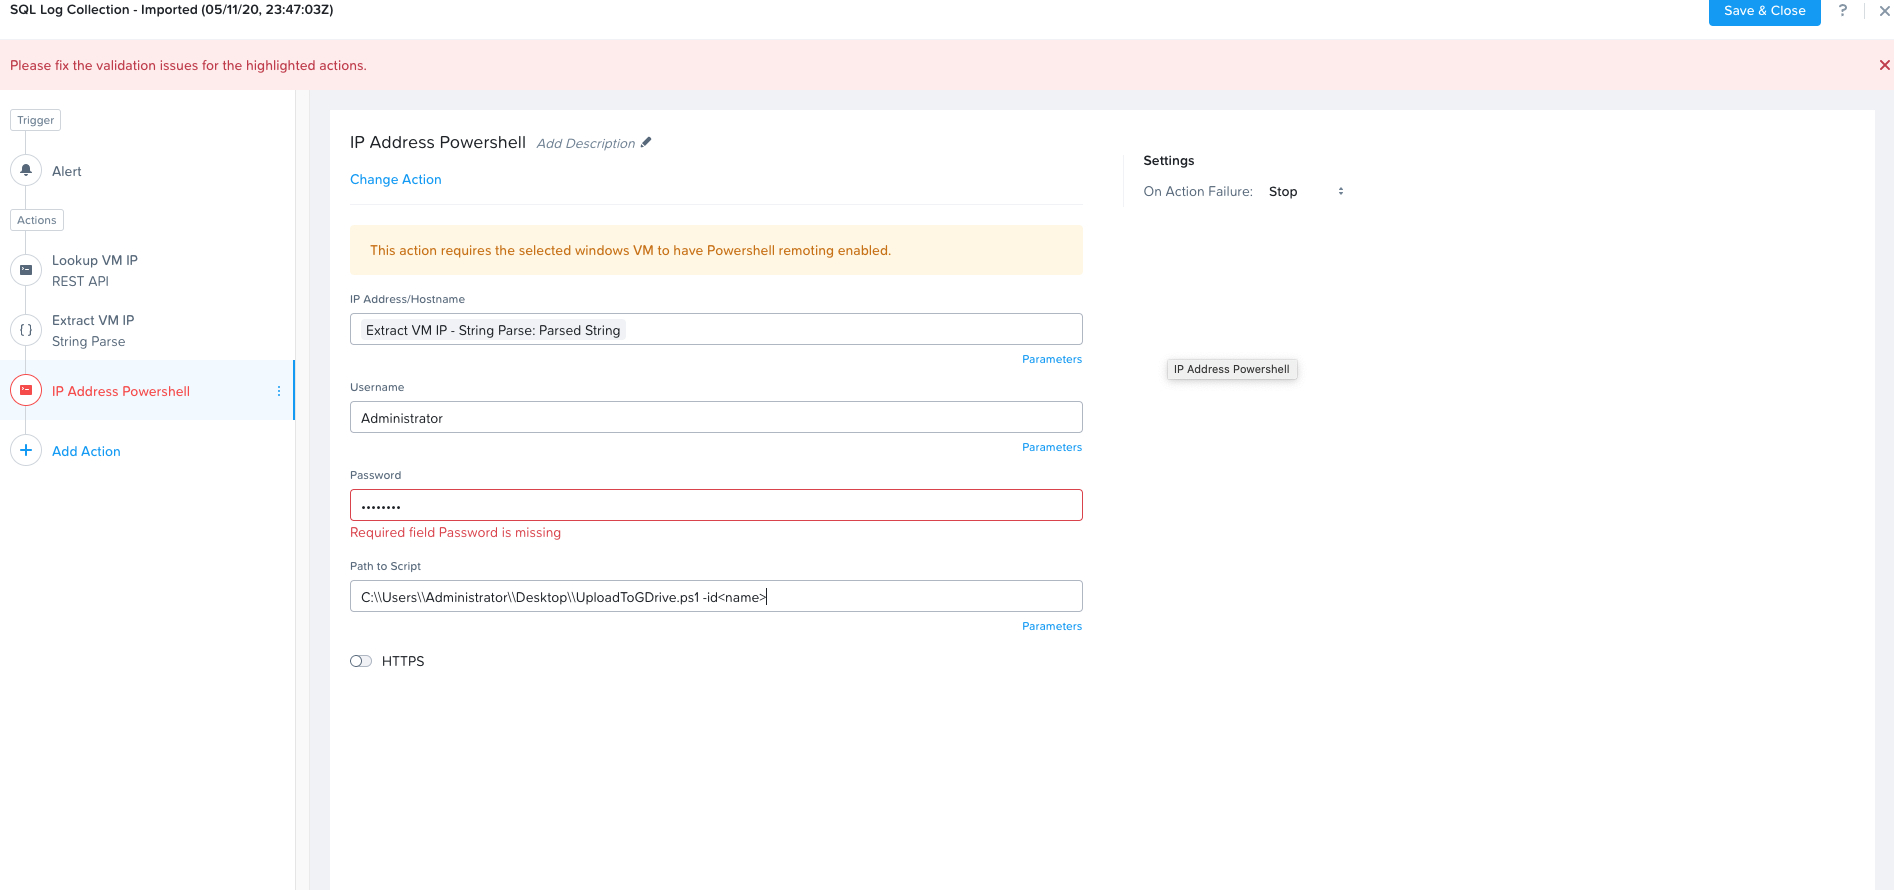 SQL Log Collection - Imported (05/11/20, 23:47:03Z)
Save & Close
?
Please fix the validation issues for the highlighted actions.
Trigger
Alert
Actions
Lookup VM IP
REST API
Extract VM IP
String Parse
IP Address Powershell
Add Action
IP Address Powershell Add Description
Change Action
This action requires the selected windows VM to have Powershell remoting enabled.
IP Address/Hostname
Extract VM IP - String Parse: Parsed String
Parameters
Username
Administrator
Parameters
Password
••••••••
Required field Password is missing
Path to Script
C:\\Users\\Administrator\\Desktop\\UploadToGDrive.ps1 -id<name>
Parameters
HTTPS
Settings
On Action Failure: Stop
IP Address Powershell